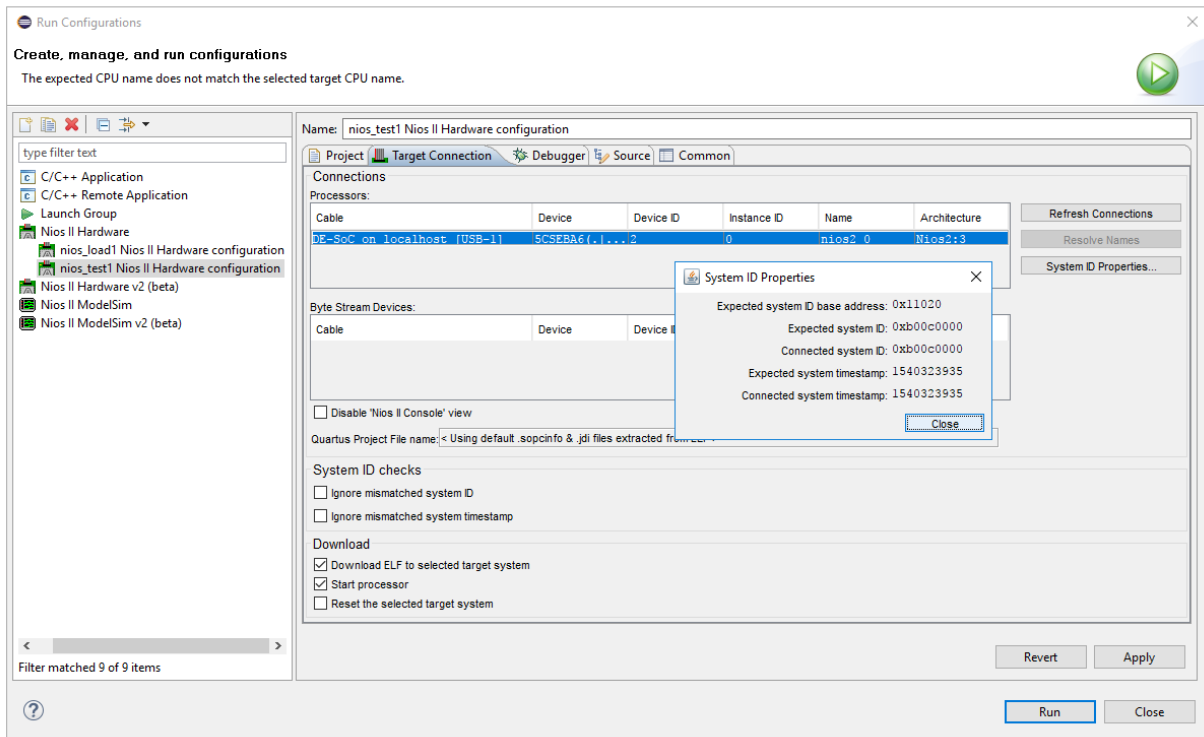 Run Configurations
Create, manage, and run configurations
The expected CPU name does not match the selected target CPU name.
type filter text
C/C++ Application
C/C++ Remote Application
Launch Group
Nios II Hardware
nios_load1 Nios II Hardware configuration
nios_test1 Nios II Hardware configuration
Nios II Hardware v2 (beta)
Nios II ModelSim
Nios II ModelSim v2 (beta)
Filter matched 9 of 9 items
Name: nios_test1 Nios II Hardware configuration
Project Target Connection Debugger Source Common
Connections
Processors:
Cable Device Device ID Instance ID Name Architecture
DE-SoC on localhost [USB-1] 5CSEBA6(.|... 2 0 nios2_0 Nios2:3
Refresh Connections
Resolve Names
System ID Properties...
Byte Stream Devices:
Cable Device Device
System ID Properties
Expected system ID base address: 0x11020
Expected system ID: 0xb00c0000
Connected system ID: 0xb00c0000
Expected system timestamp: 1540323935
Connected system timestamp: 1540323935
Close
Disable 'Nios II Console' view
Quartus Project File name: < Using default .sopcinfo & .jdi files extracted
System ID checks
Ignore mismatched system ID
Ignore mismatched system timestamp
Download
Download ELF to selected target system
Start processor
Reset the selected target system
Revert Apply
Run Close